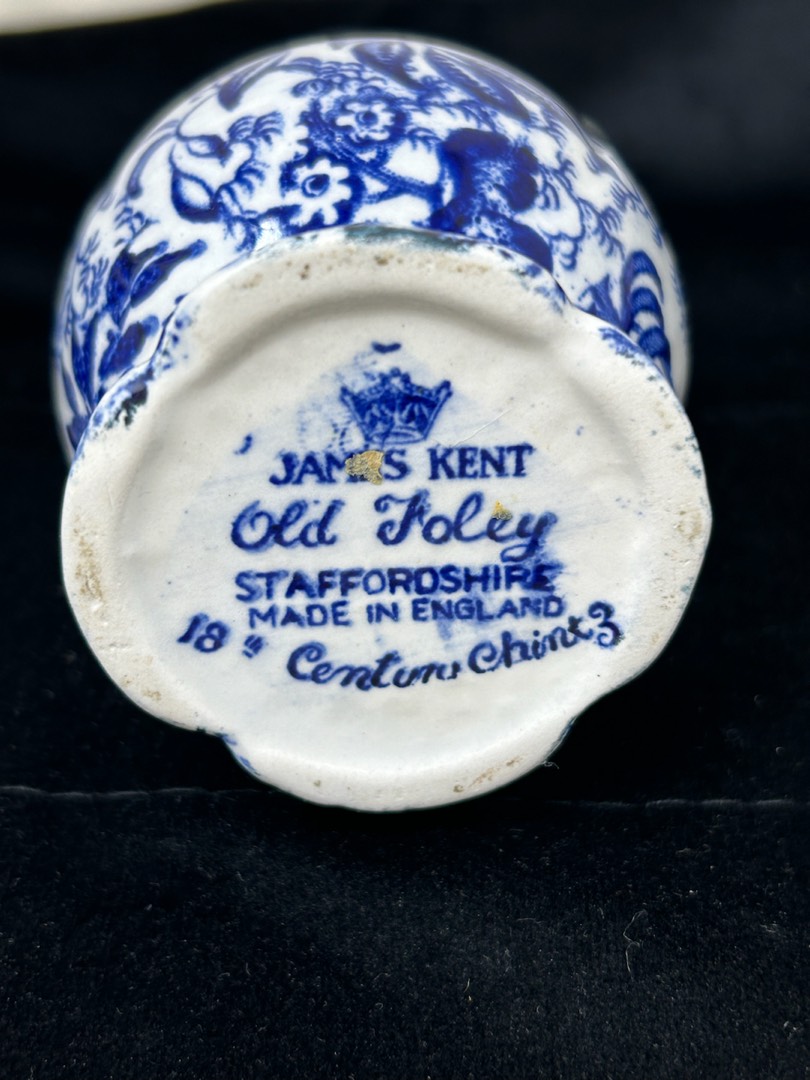 JAMES KENT
Old Foley
STAFFORDSHIRE
MADE IN ENGLAND
18th Century Chintz